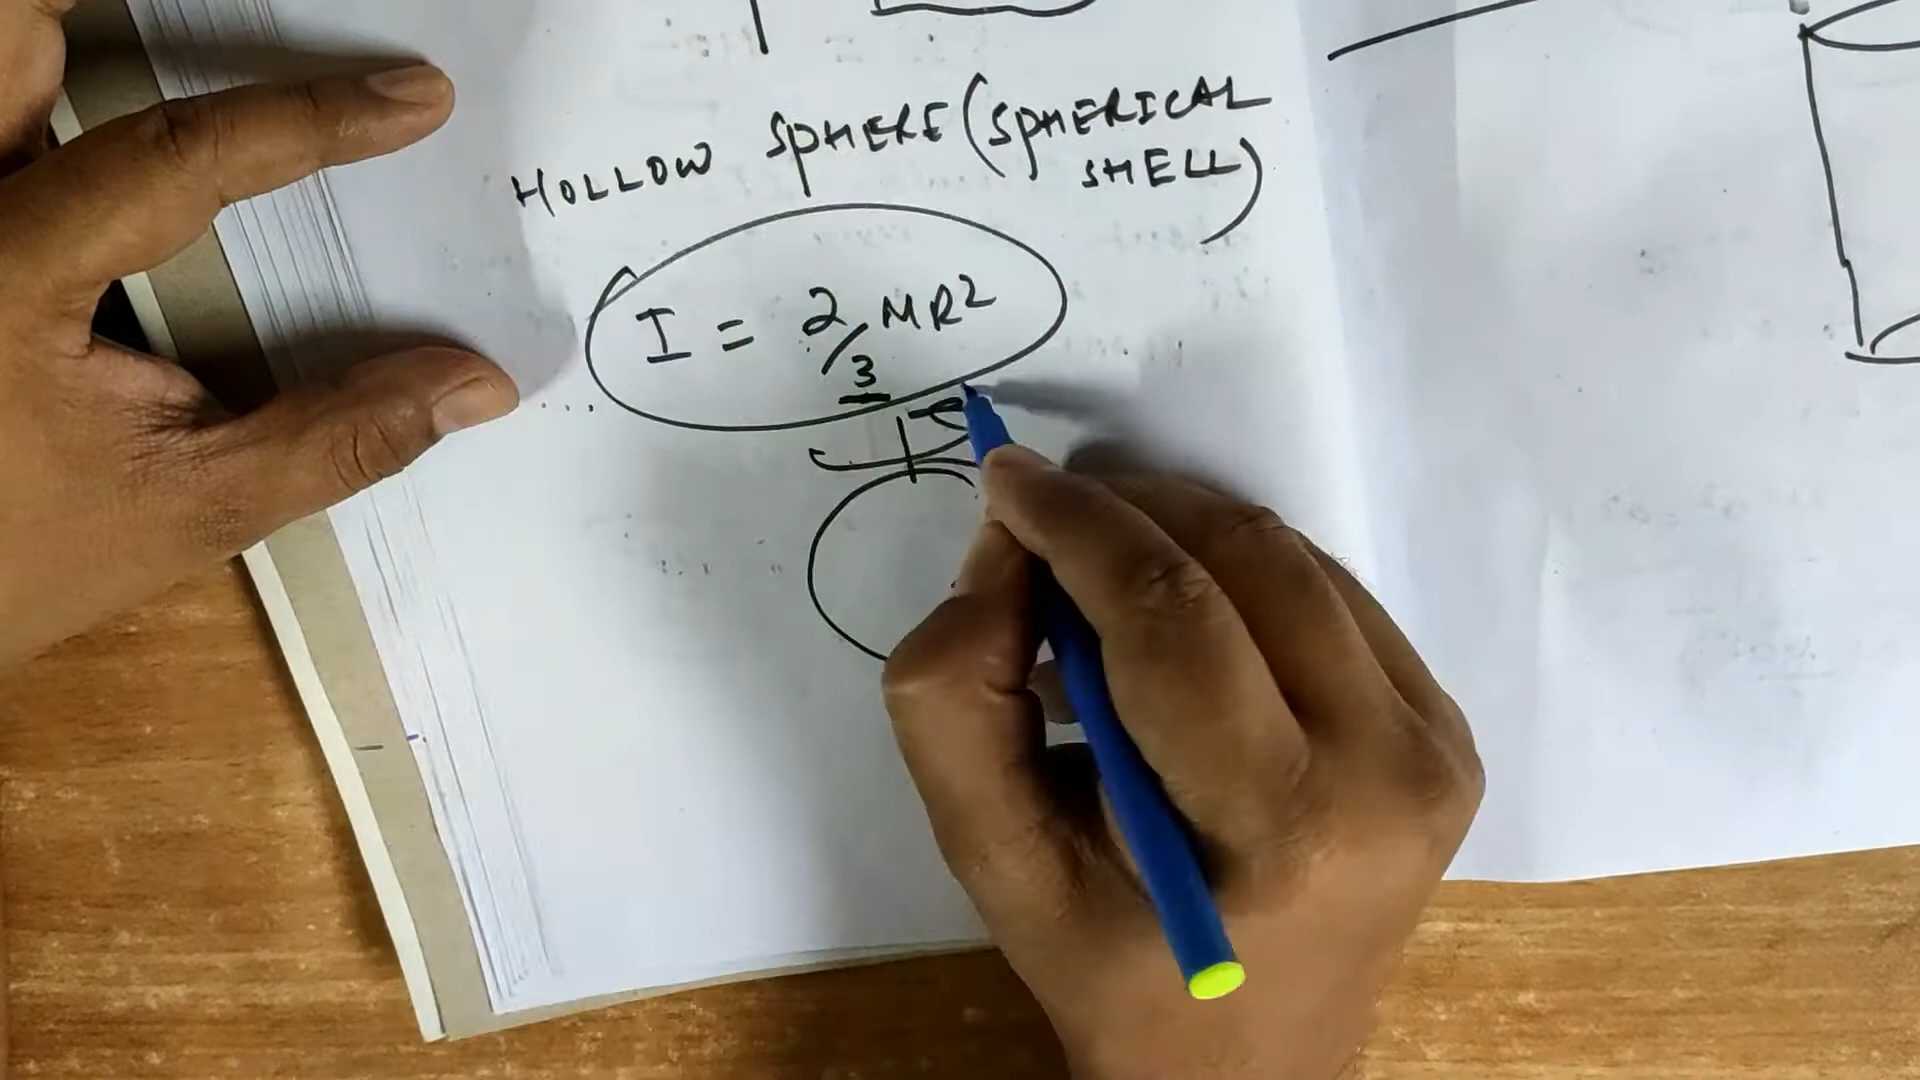 HOLLOW SPHERE (SPHERICAL
SHELL)
I = 2/3 MR²